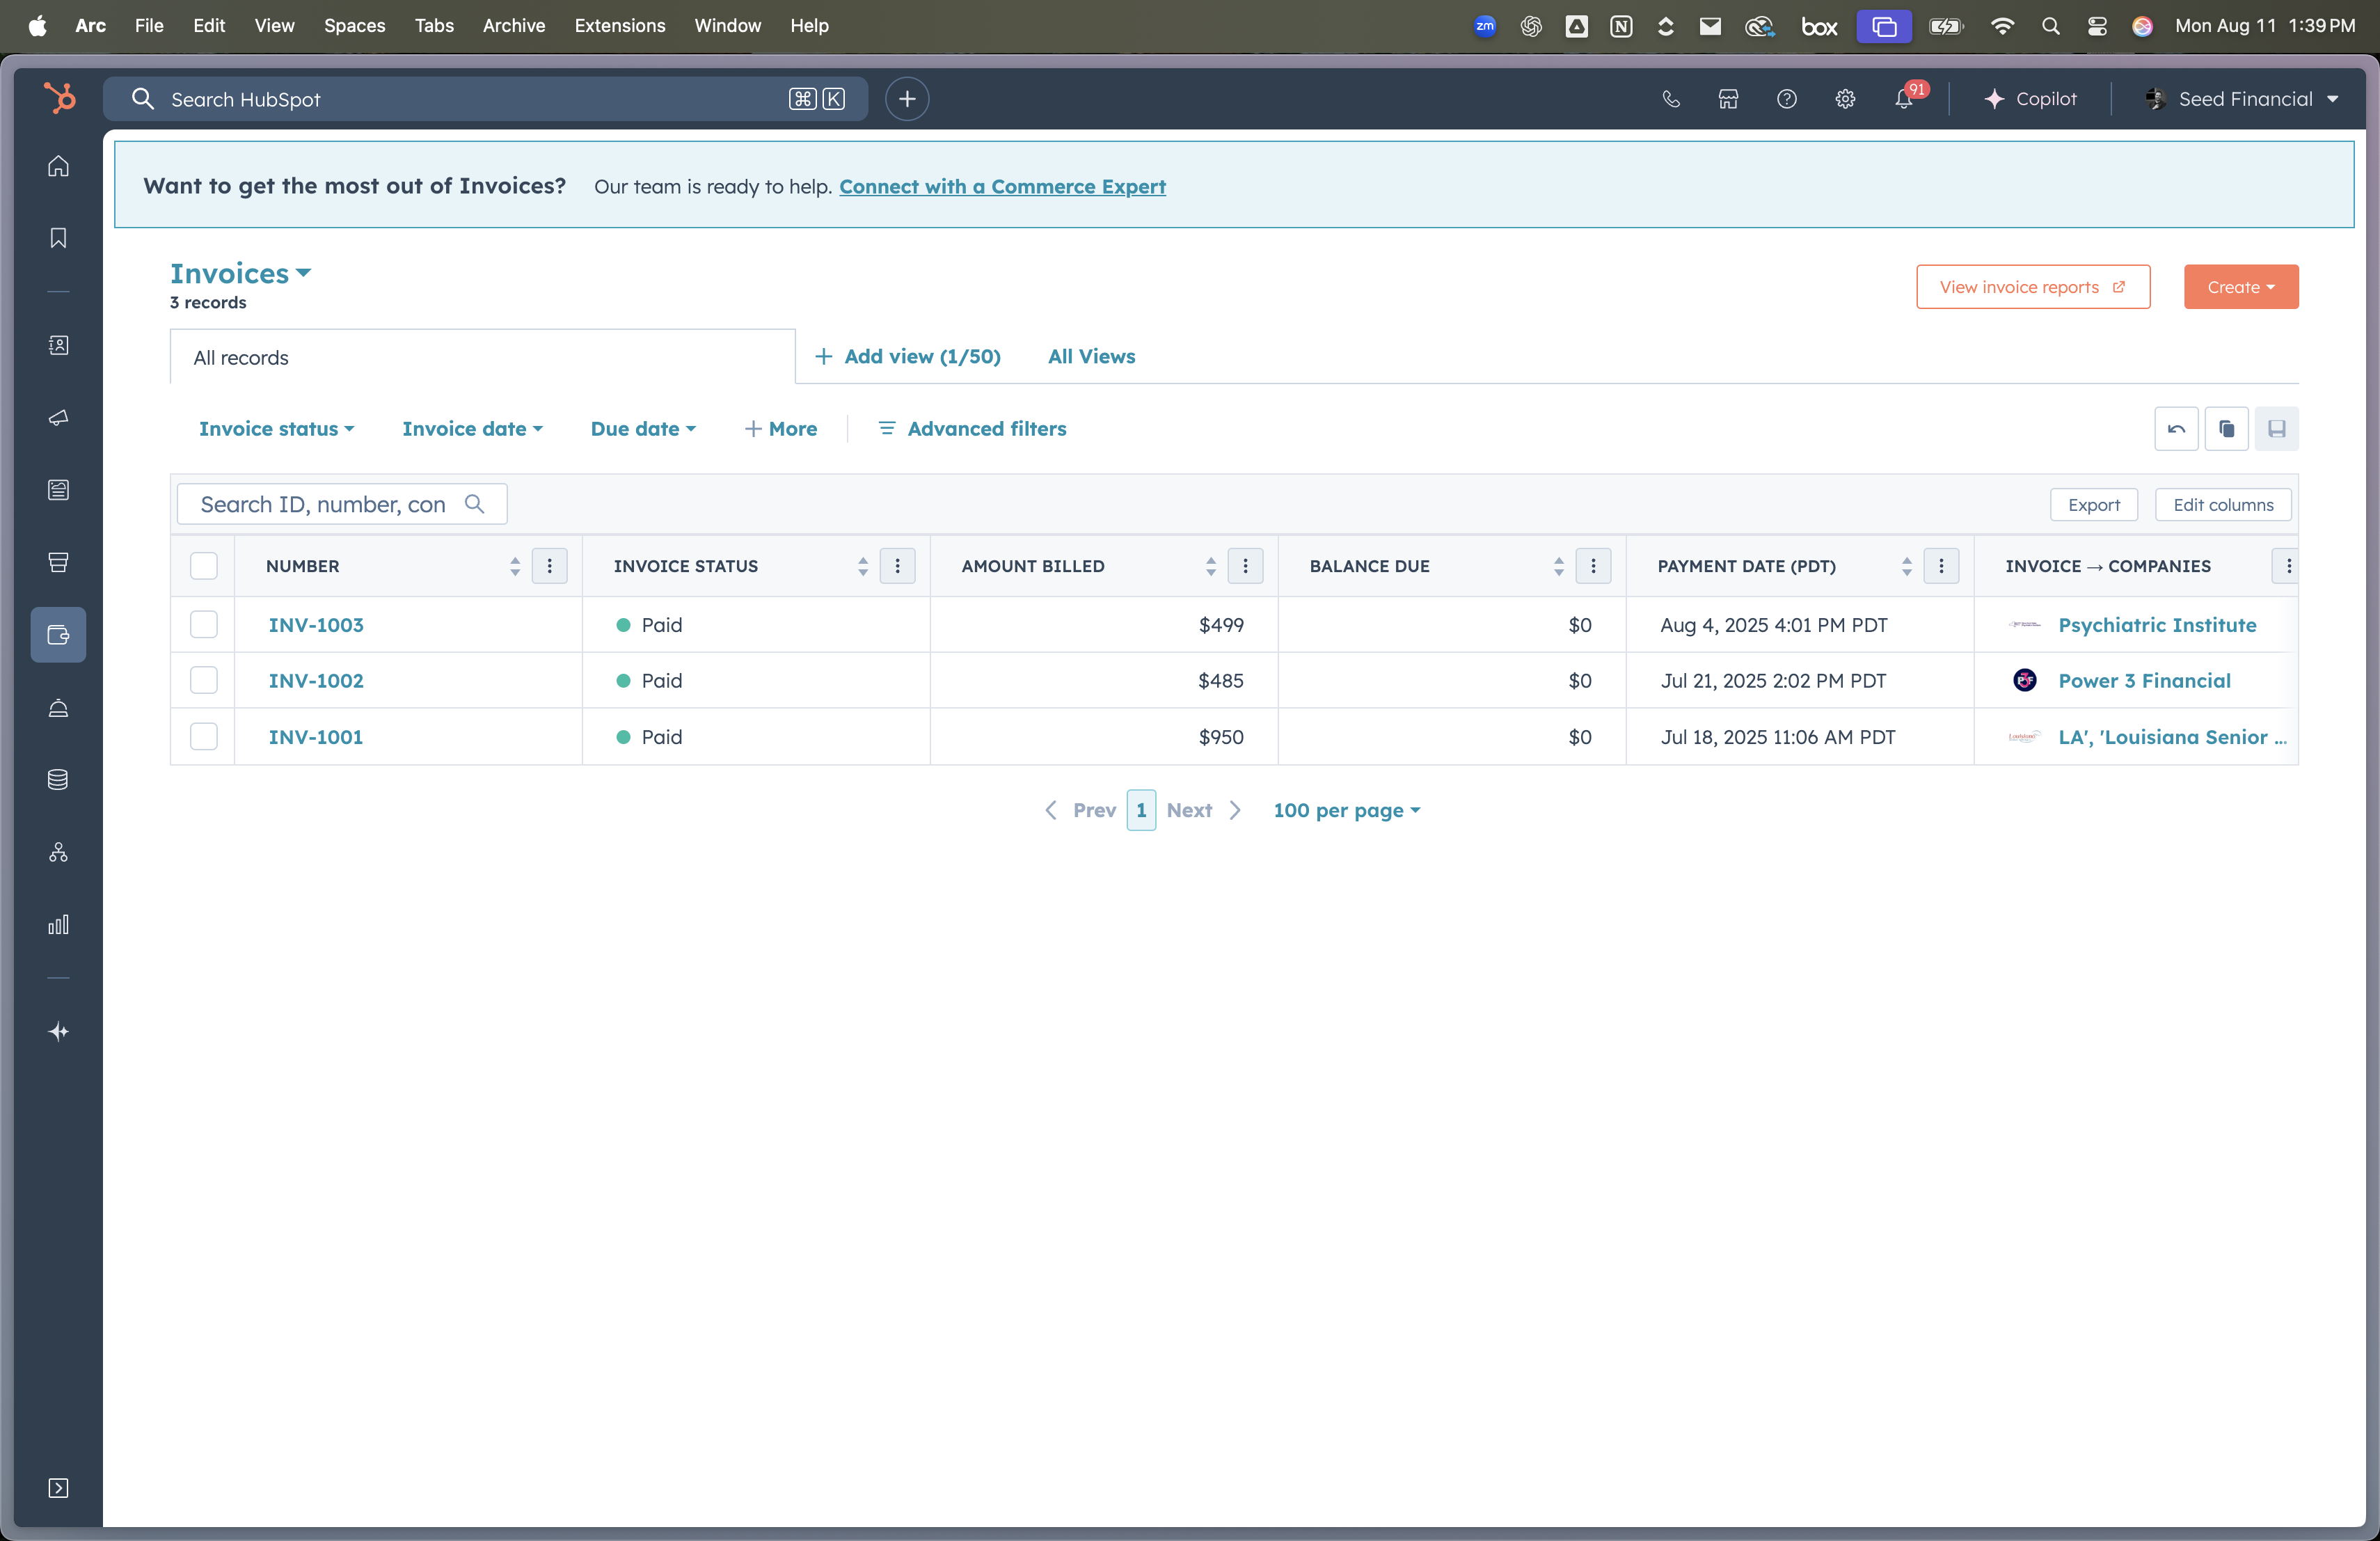 Arc File Edit View Spaces Tabs Archive Extensions Window Help zm box Mon Aug 11 1:39 PM
Search HubSpot ⌘ K 91 Copilot Seed Financial
Want to get the most out of Invoices? Our team is ready to help. Connect with a Commerce Expert
Invoices
3 records
View invoice reports Create
All records + Add view (1/50) All Views
Invoice status Invoice date Due date + More Advanced filters
Search ID, number, con Export Edit columns
NUMBER INVOICE STATUS AMOUNT BILLED BALANCE DUE PAYMENT DATE (PDT) INVOICE → COMPANIES
INV-1003 Paid $499 $0 Aug 4, 2025 4:01 PM PDT Psychiatric Institute
INV-1002 Paid $485 $0 Jul 21, 2025 2:02 PM PDT Power 3 Financial
INV-1001 Paid $950 $0 Jul 18, 2025 11:06 AM PDT LA', 'Louisiana Senior ...
Prev 1 Next 100 per page